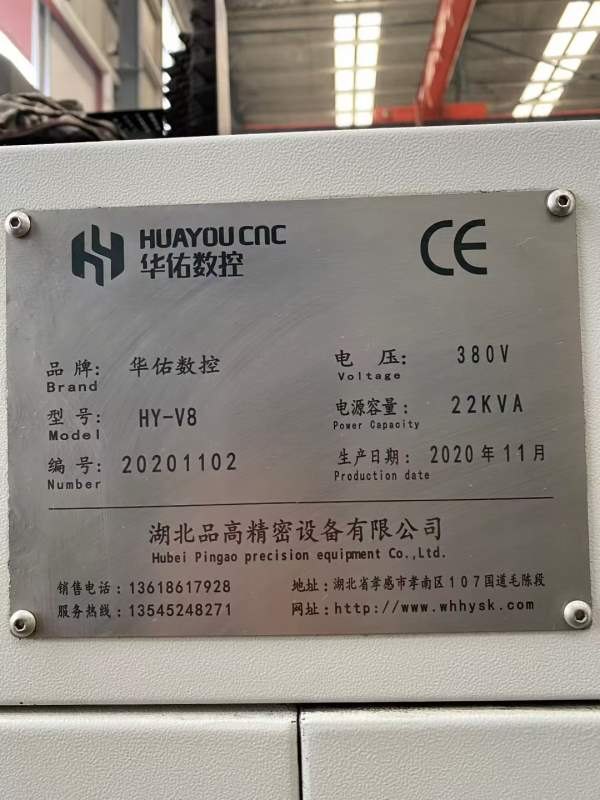 HUAYOU CNC
华佑数控
CE
品牌: 华佑数控
Brand
型号: HY-V8
Model
编号: 20201102
Number
电 压: 380V
Voltage
电源容量: 22KVA
Power Capacity
生产日期: 2020年11月
Production date
湖北品高精密设备有限公司
Hubei Pingao precision equipment Co.,Ltd.
销售电话:13618617928
服务热线:13545248271
地址:湖北省孝感市孝南区107国道毛陈段
网址:http://www.whhysk.com